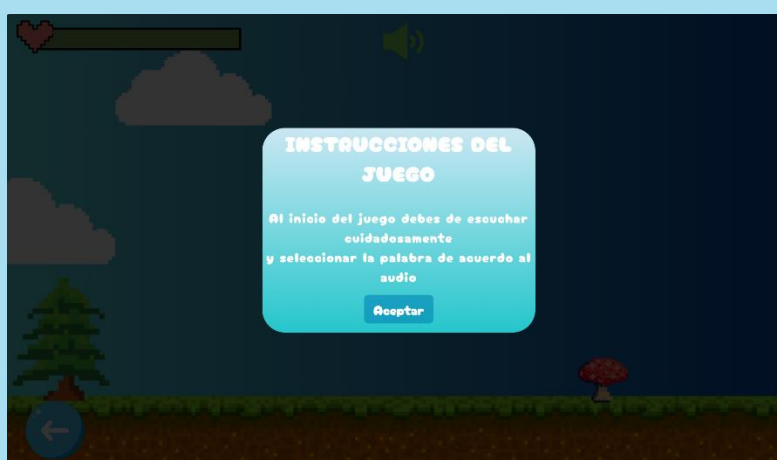 INSTRUCCIONES DEL
JUEGO
Al inicio del juego debes de escuchar
cuidadosamente
y seleccionar la palabra de acuerdo al
audio
Aceptar